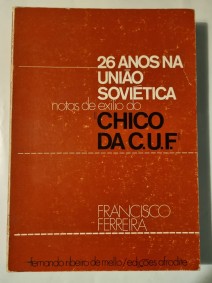 26 ANOS NA
UNIÃO
SOVIÉTICA
notas de exílio do
CHICO
DA C.U.F.
FRANCISCO
FERREIRA
fernando ribeiro de mello/edições afrodite